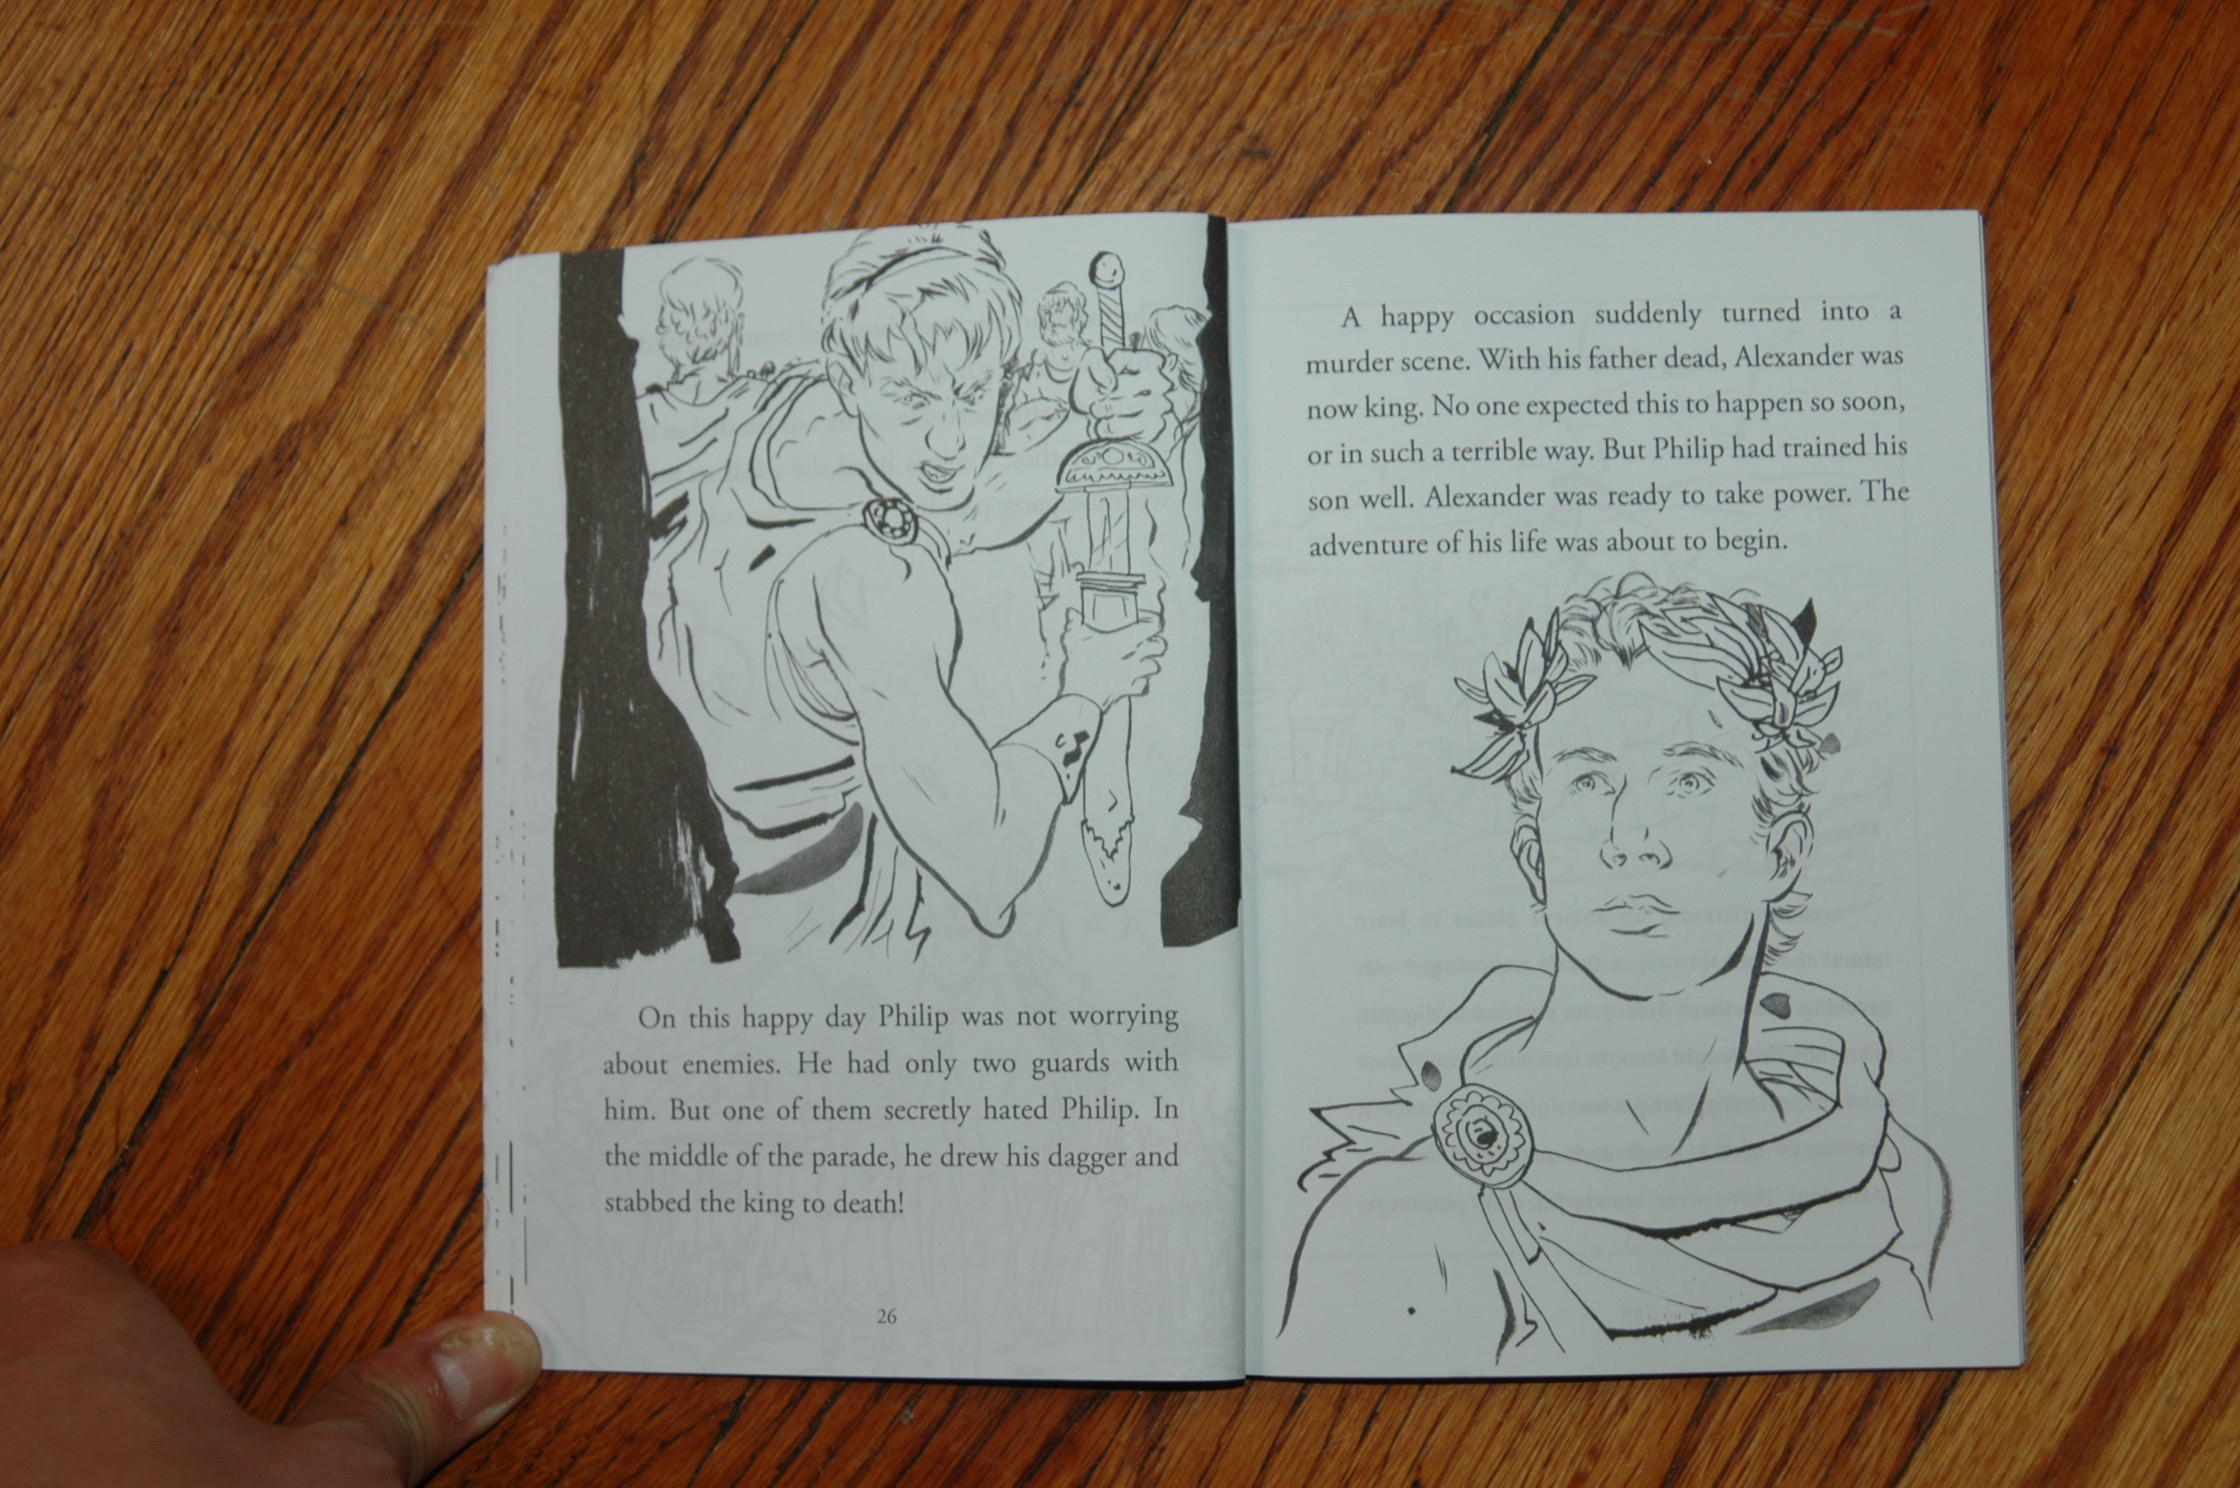 On this happy day Philip was not worrying
about enemies. He had only two guards with
him. But one of them secretly hated Philip. In
the middle of the parade, he drew his dagger and
stabbed the king to death!
26
A happy occasion suddenly turned into a
murder scene. With his father dead, Alexander was
now king. No one expected this to happen so soon,
or in such a terrible way. But Philip had trained his
son well. Alexander was ready to take power. The
adventure of his life was about to begin.